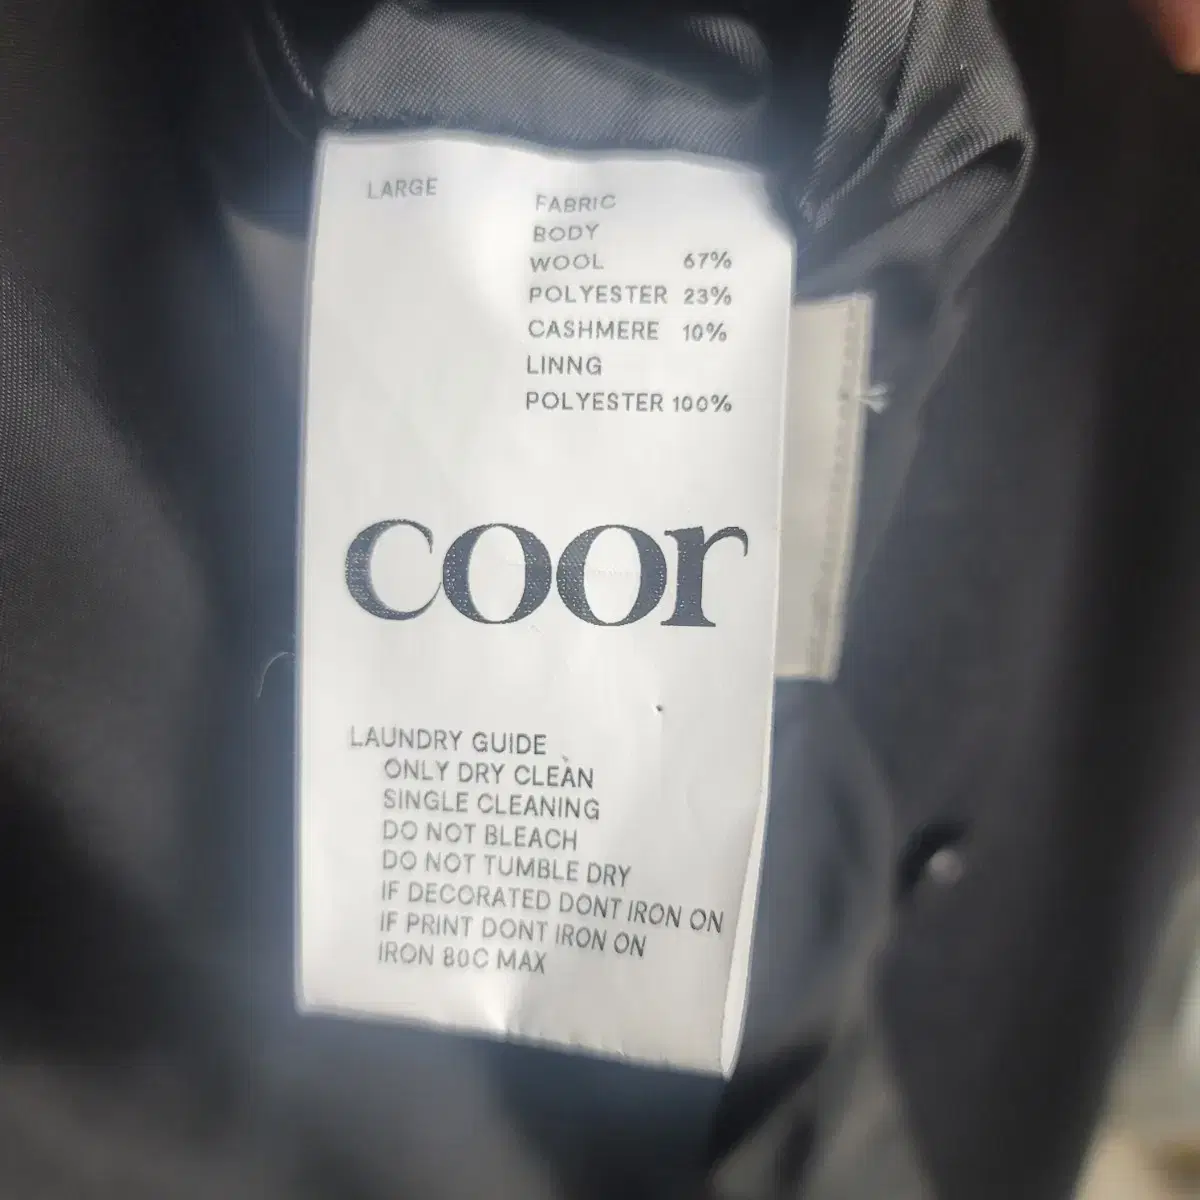 LARGE
FABRIC
BODY
WOOL 67%
POLYESTER 23%
CASHMERE 10%
LINNG
POLYESTER 100%
coor
LAUNDRY GUIDE
ONLY DRY CLEAN
SINGLE CLEANING
DO NOT BLEACH
DO NOT TUMBLE DRY
IF DECORATED DONT IRON ON
IF PRINT DONT IRON ON
IRON 80C MAX